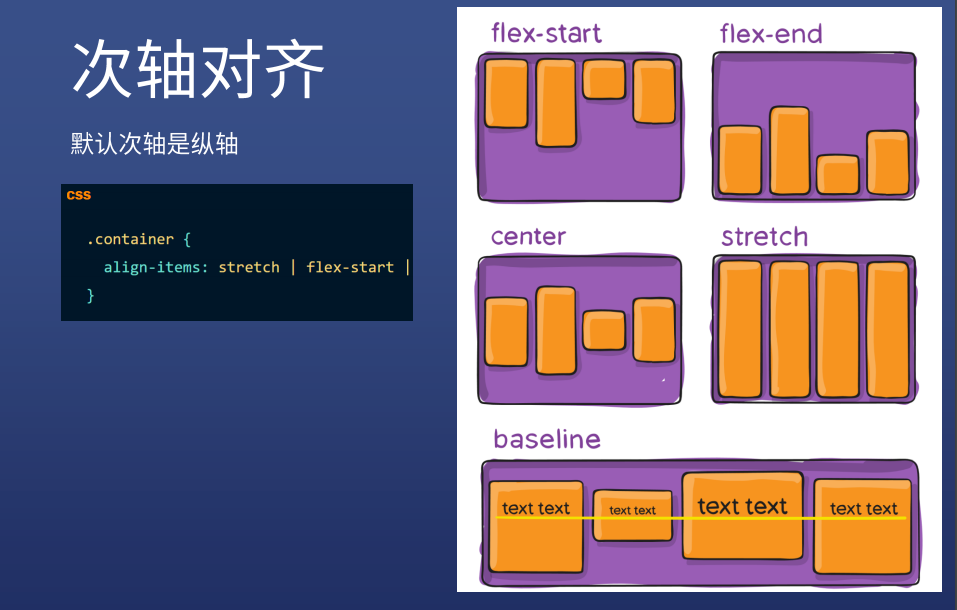 次轴对齐
默认次轴是纵轴
css
.container {
align-items: stretch | flex-start |
}
flex-start
flex-end
center
stretch
baseline
text text
text text
text text
text text